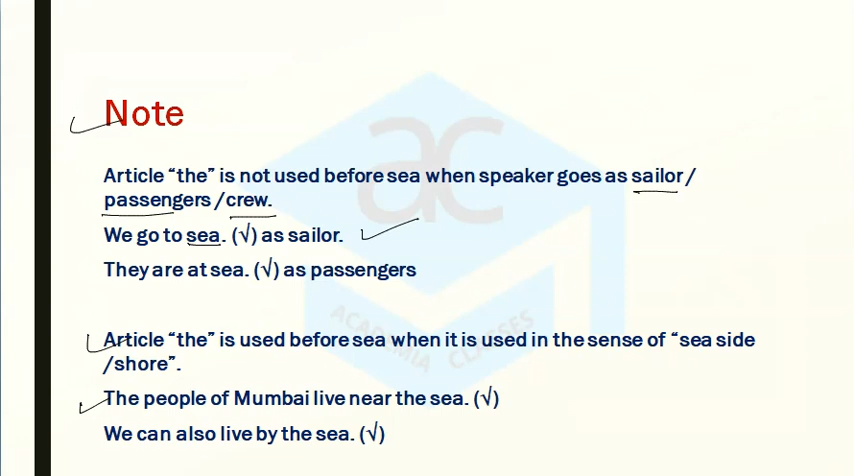 Note
Article “the” is not used before sea when speaker goes as sailor /
passengers /crew.
We go to sea. (√) as sailor.
They are at sea. (√) as passengers
Article “the” is used before sea when it is used in the sense of “sea side
/shore”.
The people of Mumbai live near the sea. (√)
We can also live by the sea. (√)
ac
ACADEMIA CLASSES